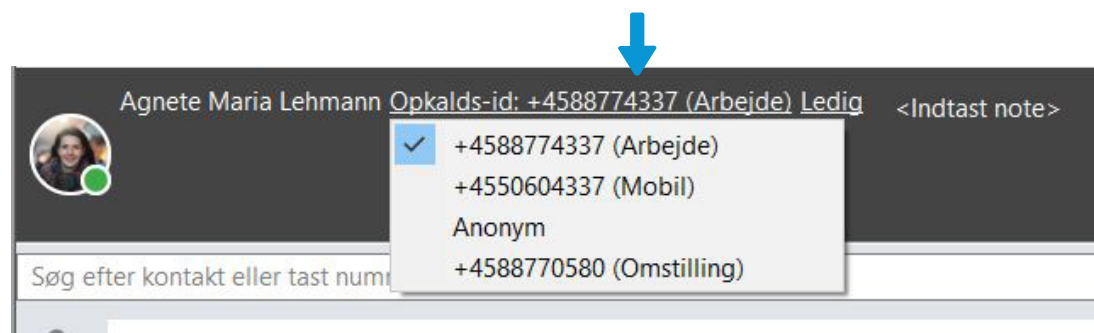 Agnete Maria Lehmann Opkalds-id: +4588774337 (Arbejde) Ledig <Indtast note>
+4588774337 (Arbejde)
+4550604337 (Mobil)
Anonym
+4588770580 (Omstilling)
Søg efter kontakt eller tast